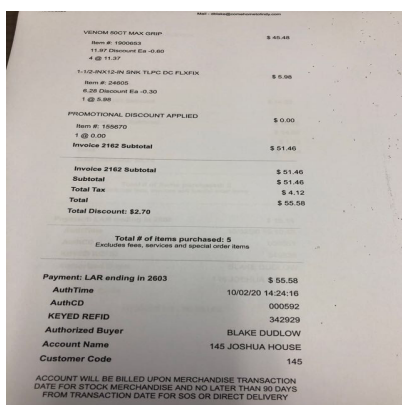 VENOM 50CT MAX GRIP $ 45.48
Item #: 1900653
11.97 Discount Ea -0.60
4 @ 11.37
1-1/2-INX12-IN SNK TLPC DC FLXFIX $ 5.98
Item #: 24605
6.28 Discount Ea -0.30
1 @ 5.98
PROMOTIONAL DISCOUNT APPLIED $ 0.00
Item #: 155670
1 @ 0.00
Invoice 2162 Subtotal $ 51.46
Invoice 2162 Subtotal $ 51.46
Subtotal $ 51.46
Total Tax $ 4.12
Total $ 55.58
Total Discount: $2.70
Total # of items purchased: 5
Excludes fees, services and special order items
Payment: LAR ending in 2603 $ 55.58
AuthTime 10/02/20 14:24:16
AuthCD 000592
KEYED REFID 342929
Authorized Buyer BLAKE DUDLOW
Account Name 145 JOSHUA HOUSE
Customer Code 145
ACCOUNT WILL BE BILLED UPON MERCHANDISE TRANSACTION
DATE FOR STOCK MERCHANDISE AND NO LATER THAN 90 DAYS
FROM TRANSACTION DATE FOR SOS OR DIRECT DELIVERY